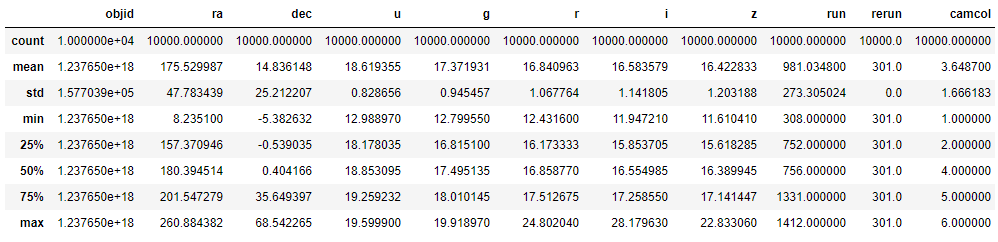 objid ra dec u g r i z run rerun camcol
count 1.000000e+04 10000.000000 10000.000000 10000.000000 10000.000000 10000.000000 10000.000000 10000.000000 10000.000000 10000.0 10000.000000
mean 1.237650e+18 175.529987 14.836148 18.619355 17.371931 16.840963 16.583579 16.422833 981.034800 301.0 3.648700
std 1.577039e+05 47.783439 25.212207 0.828656 0.945457 1.067764 1.141805 1.203188 273.305024 0.0 1.666183
min 1.237650e+18 8.235100 -5.382632 12.988970 12.799550 12.431600 11.947210 11.610410 308.000000 301.0 1.000000
25% 1.237650e+18 157.370946 -0.539035 18.178035 16.815100 16.173333 15.853705 15.618285 752.000000 301.0 2.000000
50% 1.237650e+18 180.394514 0.404166 18.853095 17.495135 16.858770 16.554985 16.389945 756.000000 301.0 4.000000
75% 1.237650e+18 201.547279 35.649397 19.259232 18.010145 17.512675 17.258550 17.141447 1331.000000 301.0 5.000000
max 1.237650e+18 260.884382 68.542265 19.599900 19.918970 24.802040 28.179630 22.833060 1412.000000 301.0 6.000000